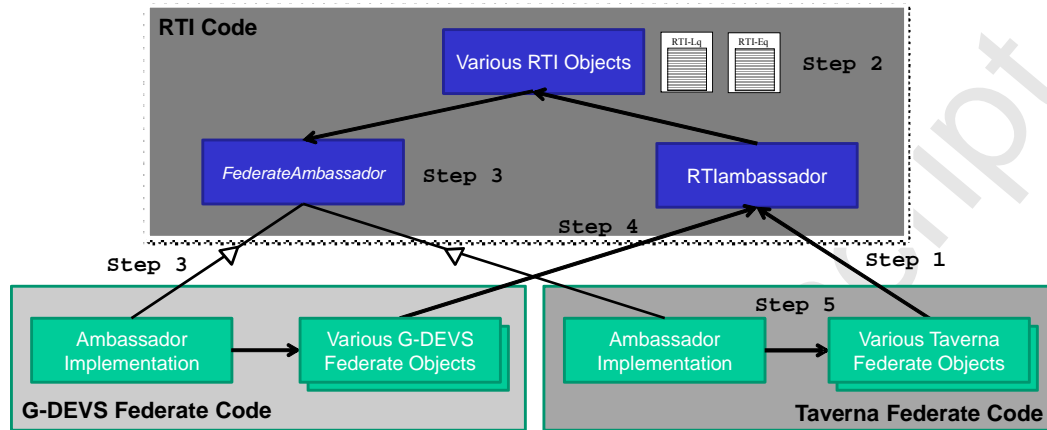 RTI Code
Various RTI Objects
RTI-Lq
RTI-Eq
Step 2
FederateAmbassador
Step 3
RTIambassador
Step 4
Step 3
Step 1
Step 5
Ambassador
Implementation
Various G-DEVS
Federate Objects
Ambassador
Implementation
Various Taverna
Federate Objects
G-DEVS Federate Code
Taverna Federate Code
cript